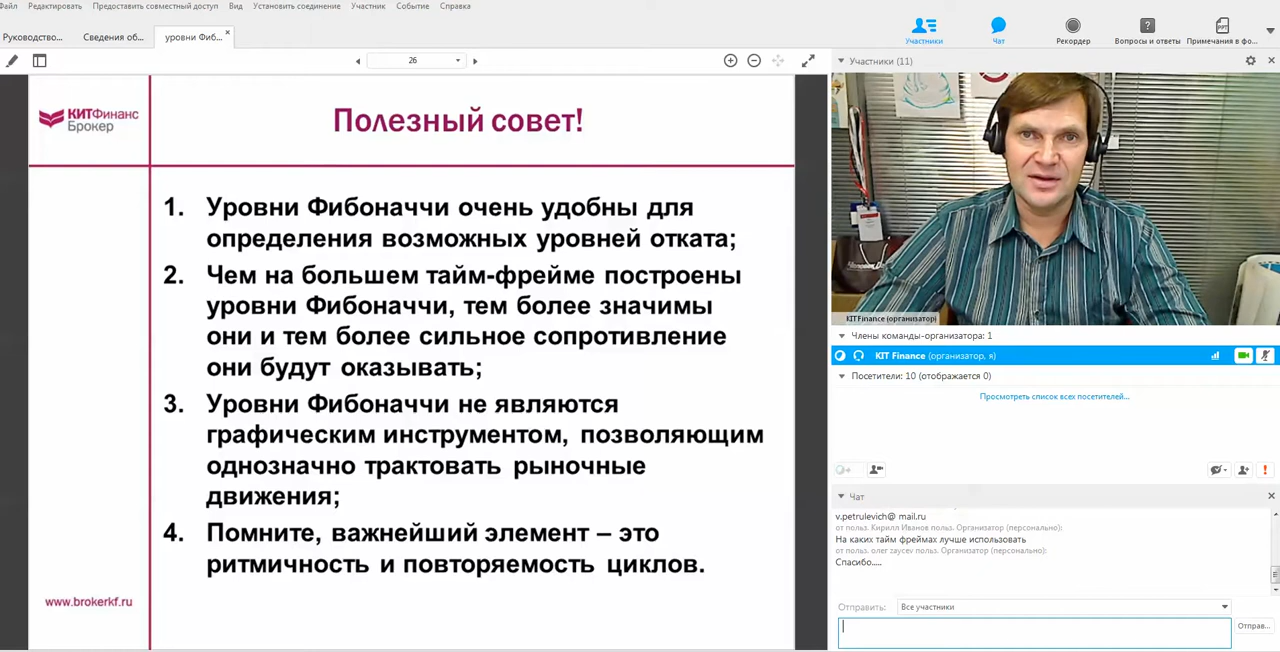 Файл Редактировать Предоставить совместный доступ Вид Установить соединение Участник Событие Справка
Руководство... Сведения об... уровни Фиб...
Участники Чат Рекордер Вопросы и ответы Примечания в фо...
26
КИТФинанс
Брокер
Полезный совет!
1. Уровни Фибоначчи очень удобны для
определения возможных уровней отката;
2. Чем на большем тайм-фрейме построены
уровни Фибоначчи, тем более значимы
они и тем более сильное сопротивление
они будут оказывать;
3. Уровни Фибоначчи не являются
графическим инструментом, позволяющим
однозначно трактовать рыночные
движения;
4. Помните, важнейший элемент – это
ритмичность и повторяемость циклов.
www.brokerkf.ru
Участники (11)
KITFinance (организатор)
Члены команды-организатора: 1
KIT Finance (организатор, я)
Посетители: 10 (отображается 0)
Просмотреть список всех посетителей...
Чат
v.petrulevich@ mail.ru
от польз. Кирилл Иванов польз. Организатор (персонально):
На каких тайм фреймах лучше использовать
от польз. олег заусев польз. Организатор (персонально):
Спасибо.....
Отправить: Все участники
Отправ...